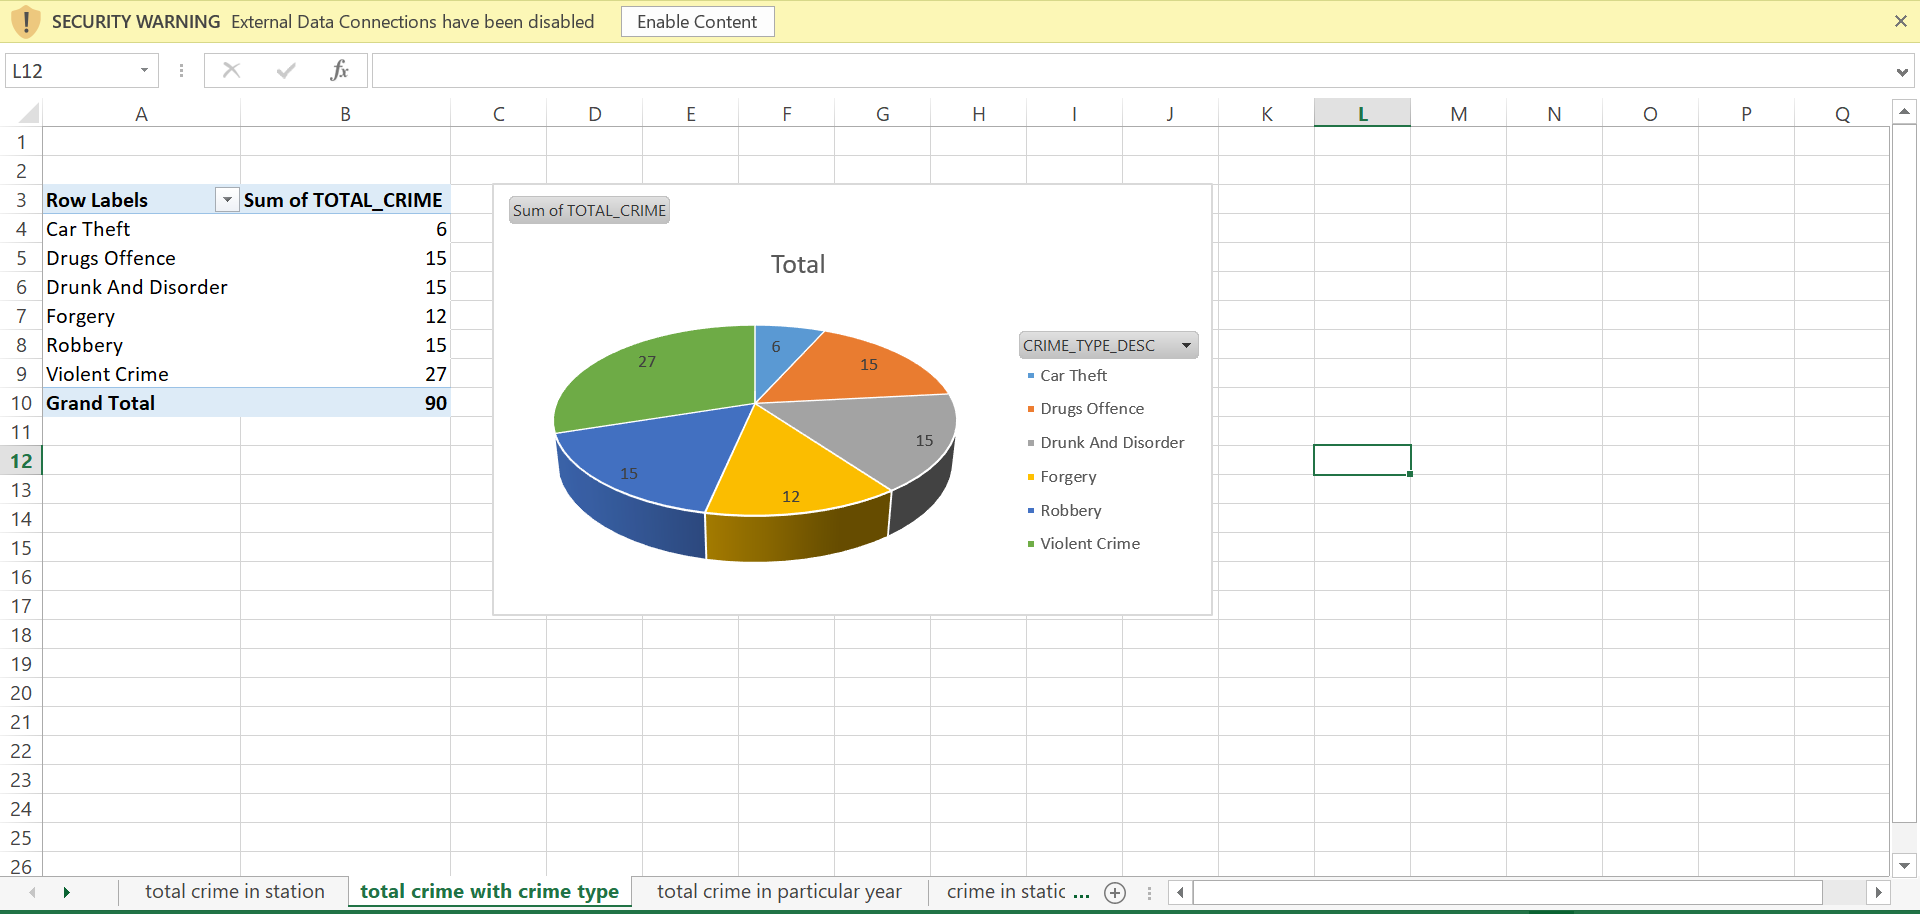 SECURITY WARNING External Data Connections have been disabled Enable Content
L12 fx
A B C D E F G H I J K L M N O P Q
1
2
3 Row Labels Sum of TOTAL_CRIME
4 Car Theft 6
5 Drugs Offence 15
6 Drunk And Disorder 15
7 Forgery 12
8 Robbery 15
9 Violent Crime 27
10 Grand Total 90
11
12
13
14
15
16
17
18
19
20
21
22
23
24
25
26
Sum of TOTAL_CRIME
Total
6
15
15
12
15
27
CRIME_TYPE_DESC
Car Theft
Drugs Offence
Drunk And Disorder
Forgery
Robbery
Violent Crime
total crime in station total crime with crime type total crime in particular year crime in static ...